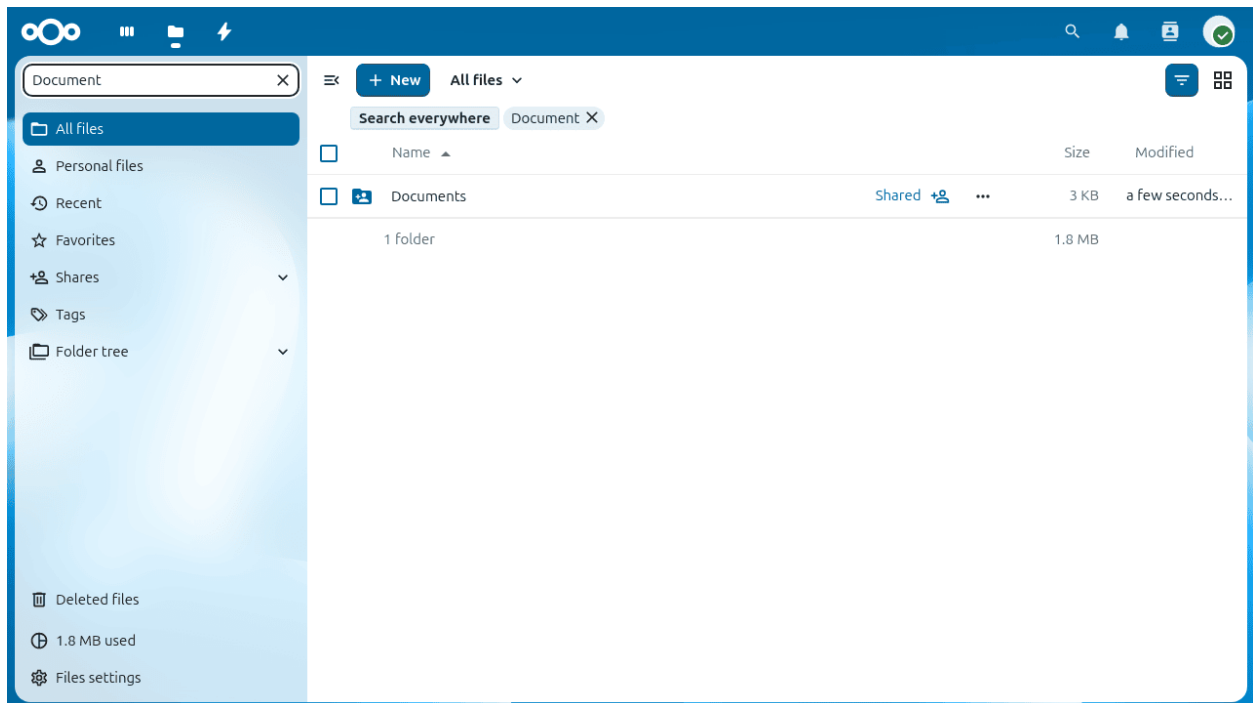 Document
+ New All files
Search everywhere Document
All files
Name Size Modified
Personal files
Documents Shared 3 KB a few seconds...
Recent
1 folder 1.8 MB
Favorites
Shares
Tags
Folder tree
Deleted files
1.8 MB used
Files settings